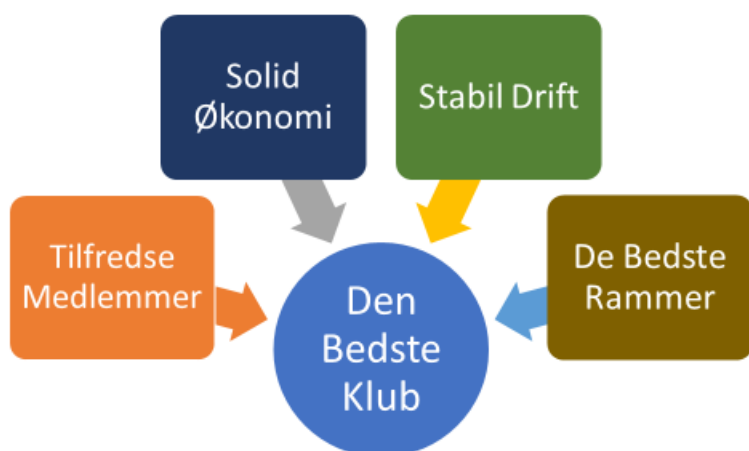 Solid
Økonomi
Stabil Drift
Tilfredse
Medlemmer
De Bedste
Rammer
Den
Bedste
Klub